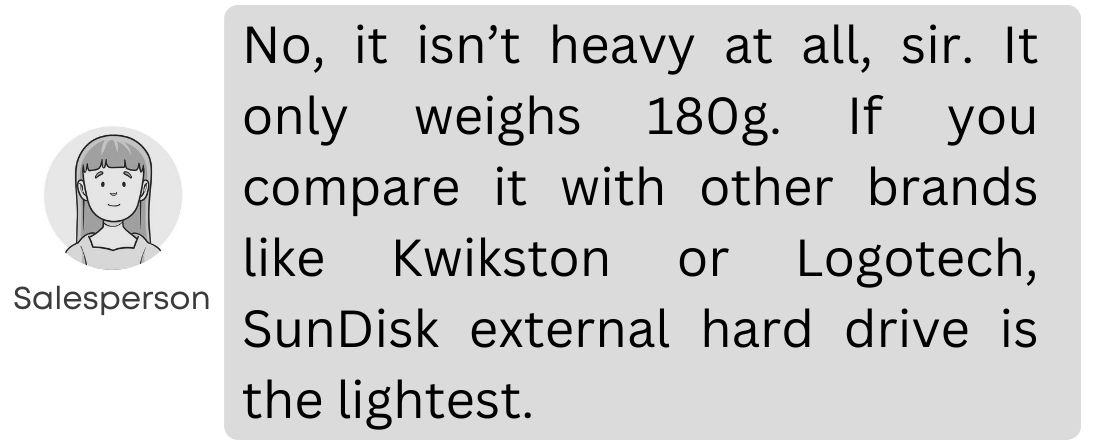 No, it isn’t heavy at all, sir. It
only weighs 180g. If you
compare it with other brands
like Kwikston or Logotech,
SunDisk external hard drive is
the lightest.
Salesperson